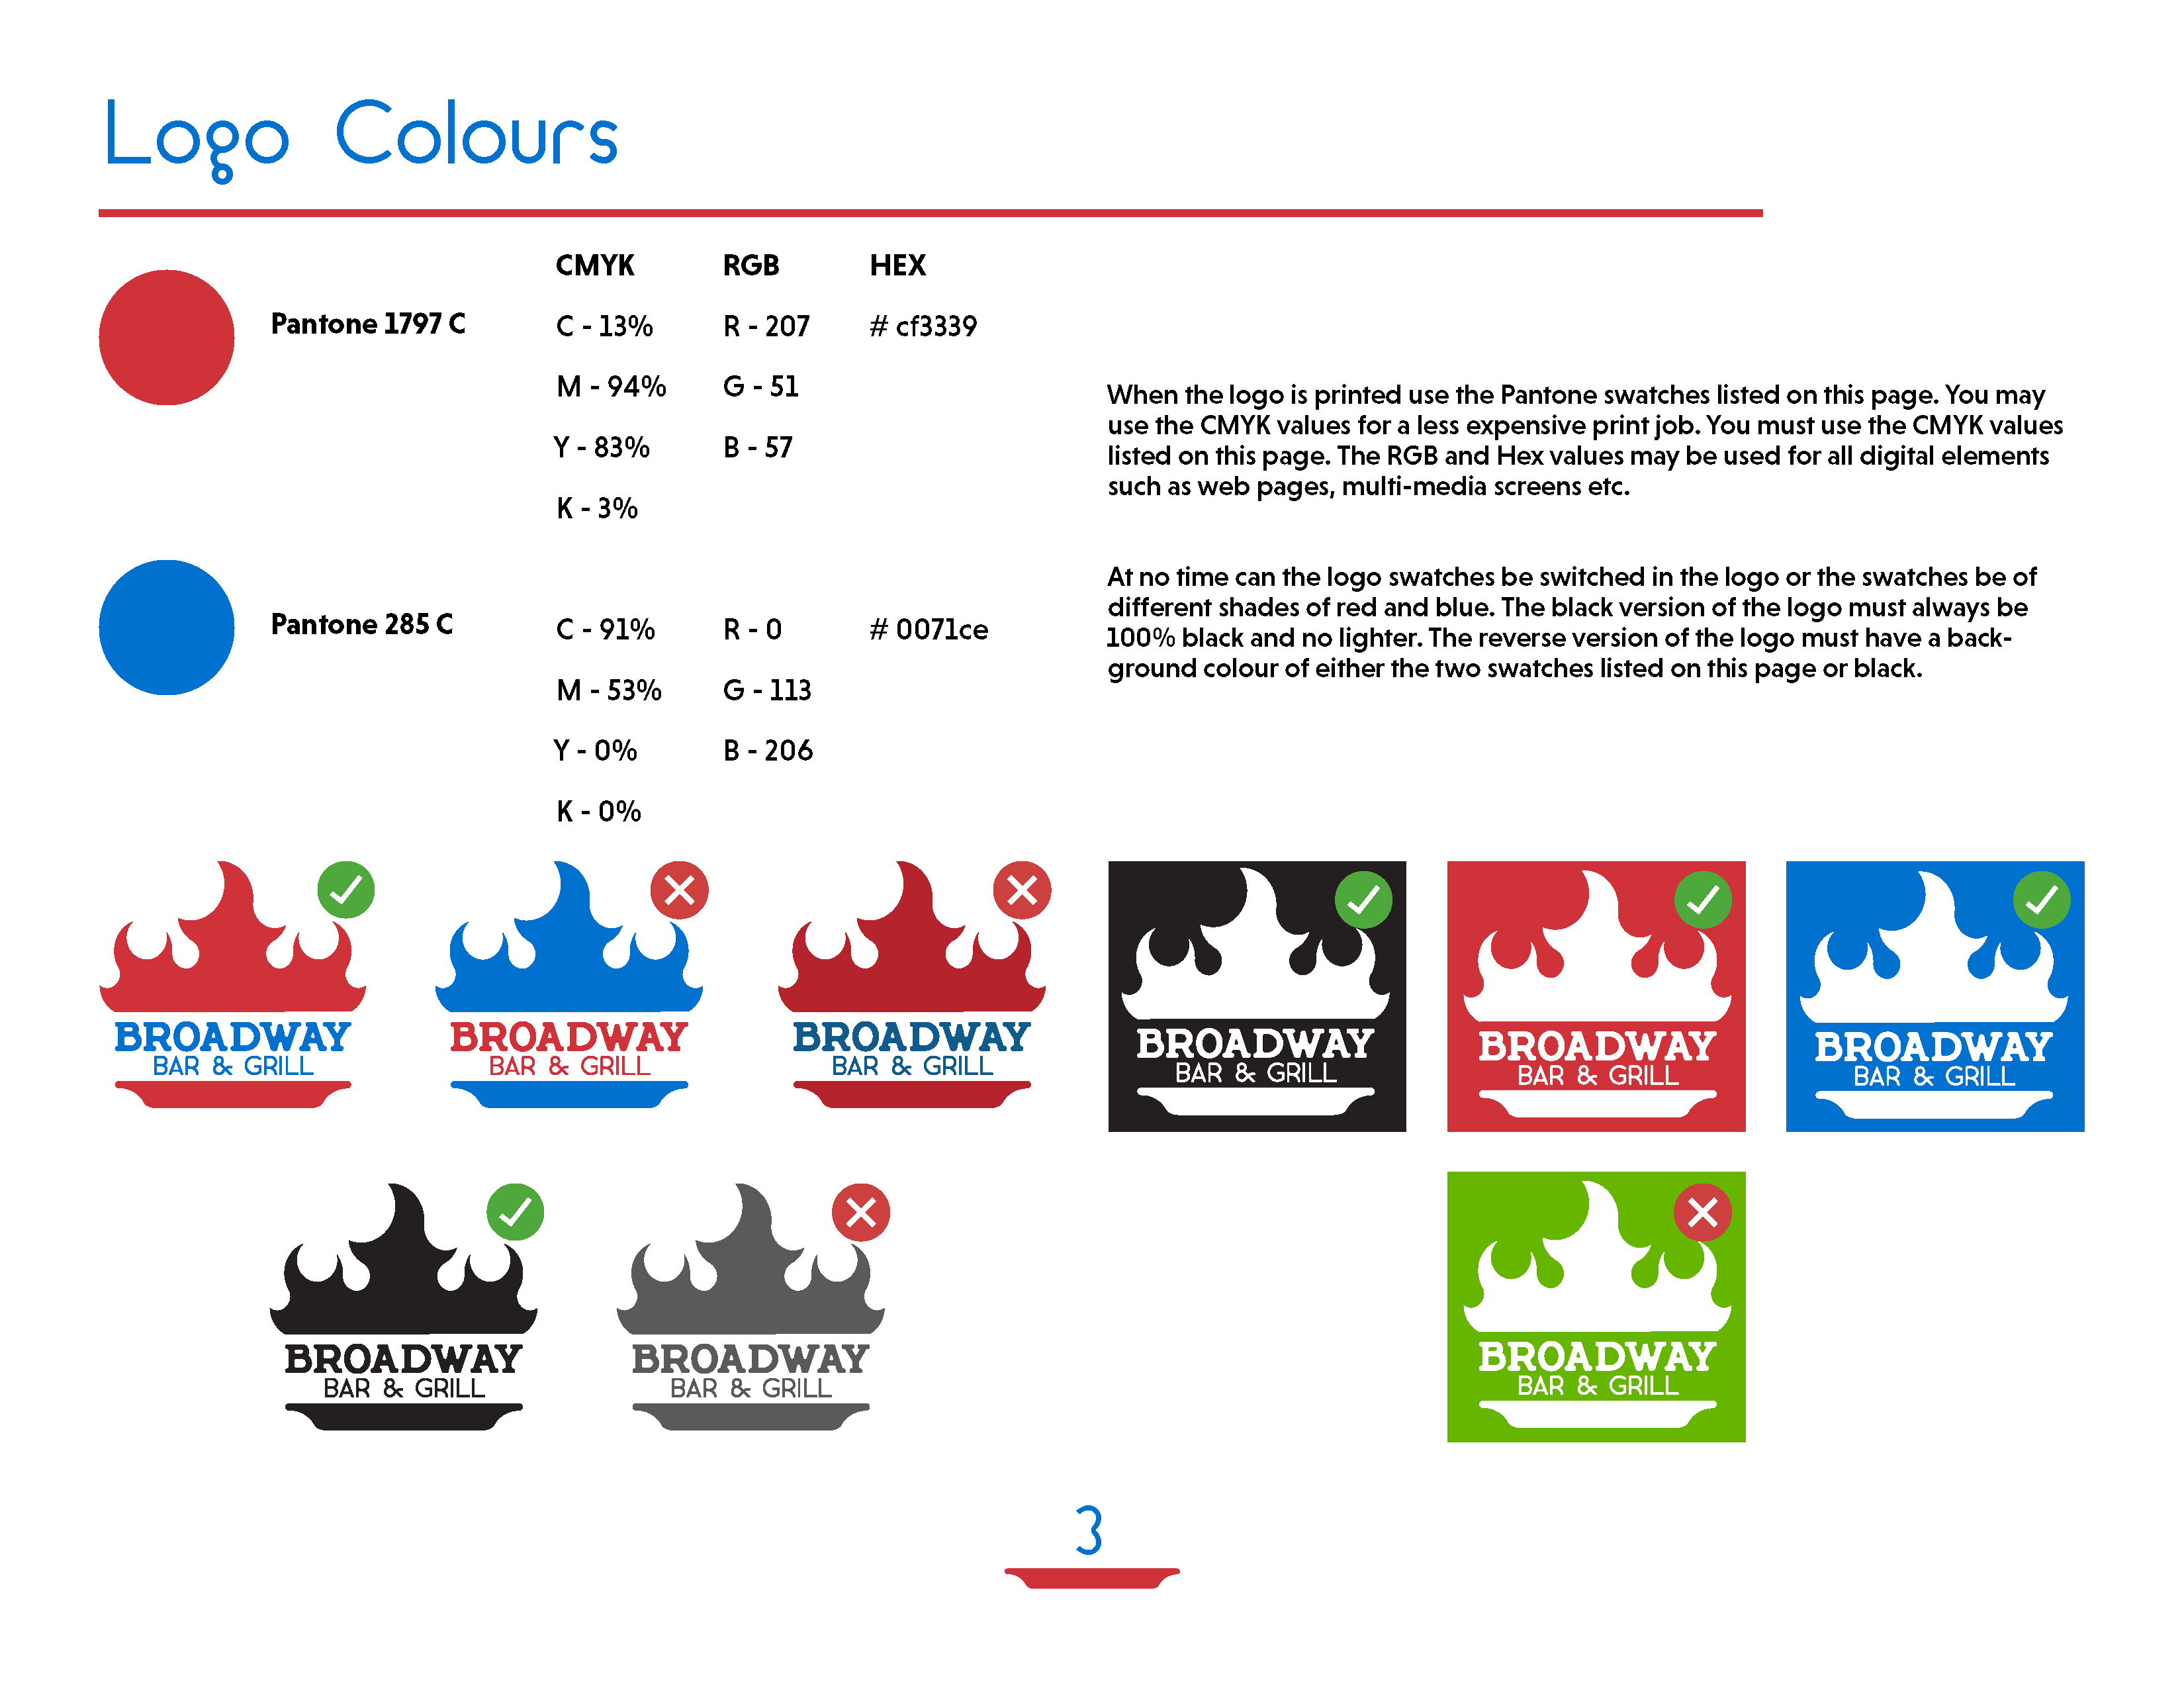 Logo Colours
CMYK RGB HEX
Pantone 1797 C C - 13% R - 207 # cf3339
M - 94% G - 51
Y - 83% B - 57
K - 3%
Pantone 285 C C - 91% R - 0 # 0071ce
M - 53% G - 113
Y - 0% B - 206
K - 0%
When the logo is printed use the Pantone swatches listed on this page. You may
use the CMYK values for a less expensive print job. You must use the CMYK values
listed on this page. The RGB and Hex values may be used for all digital elements
such as web pages, multi-media screens etc.
At no time can the logo swatches be switched in the logo or the swatches be of
different shades of red and blue. The black version of the logo must always be
100% black and no lighter. The reverse version of the logo must have a back-
ground colour of either the two swatches listed on this page or black.
BROADWAY
BAR & GRILL
BROADWAY
BAR & GRILL
BROADWAY
BAR & GRILL
BROADWAY
BAR & GRILL
BROADWAY
BAR & GRILL
BROADWAY
BAR & GRILL
BROADWAY
BAR & GRILL
BROADWAY
BAR & GRILL
BROADWAY
BAR & GRILL
3